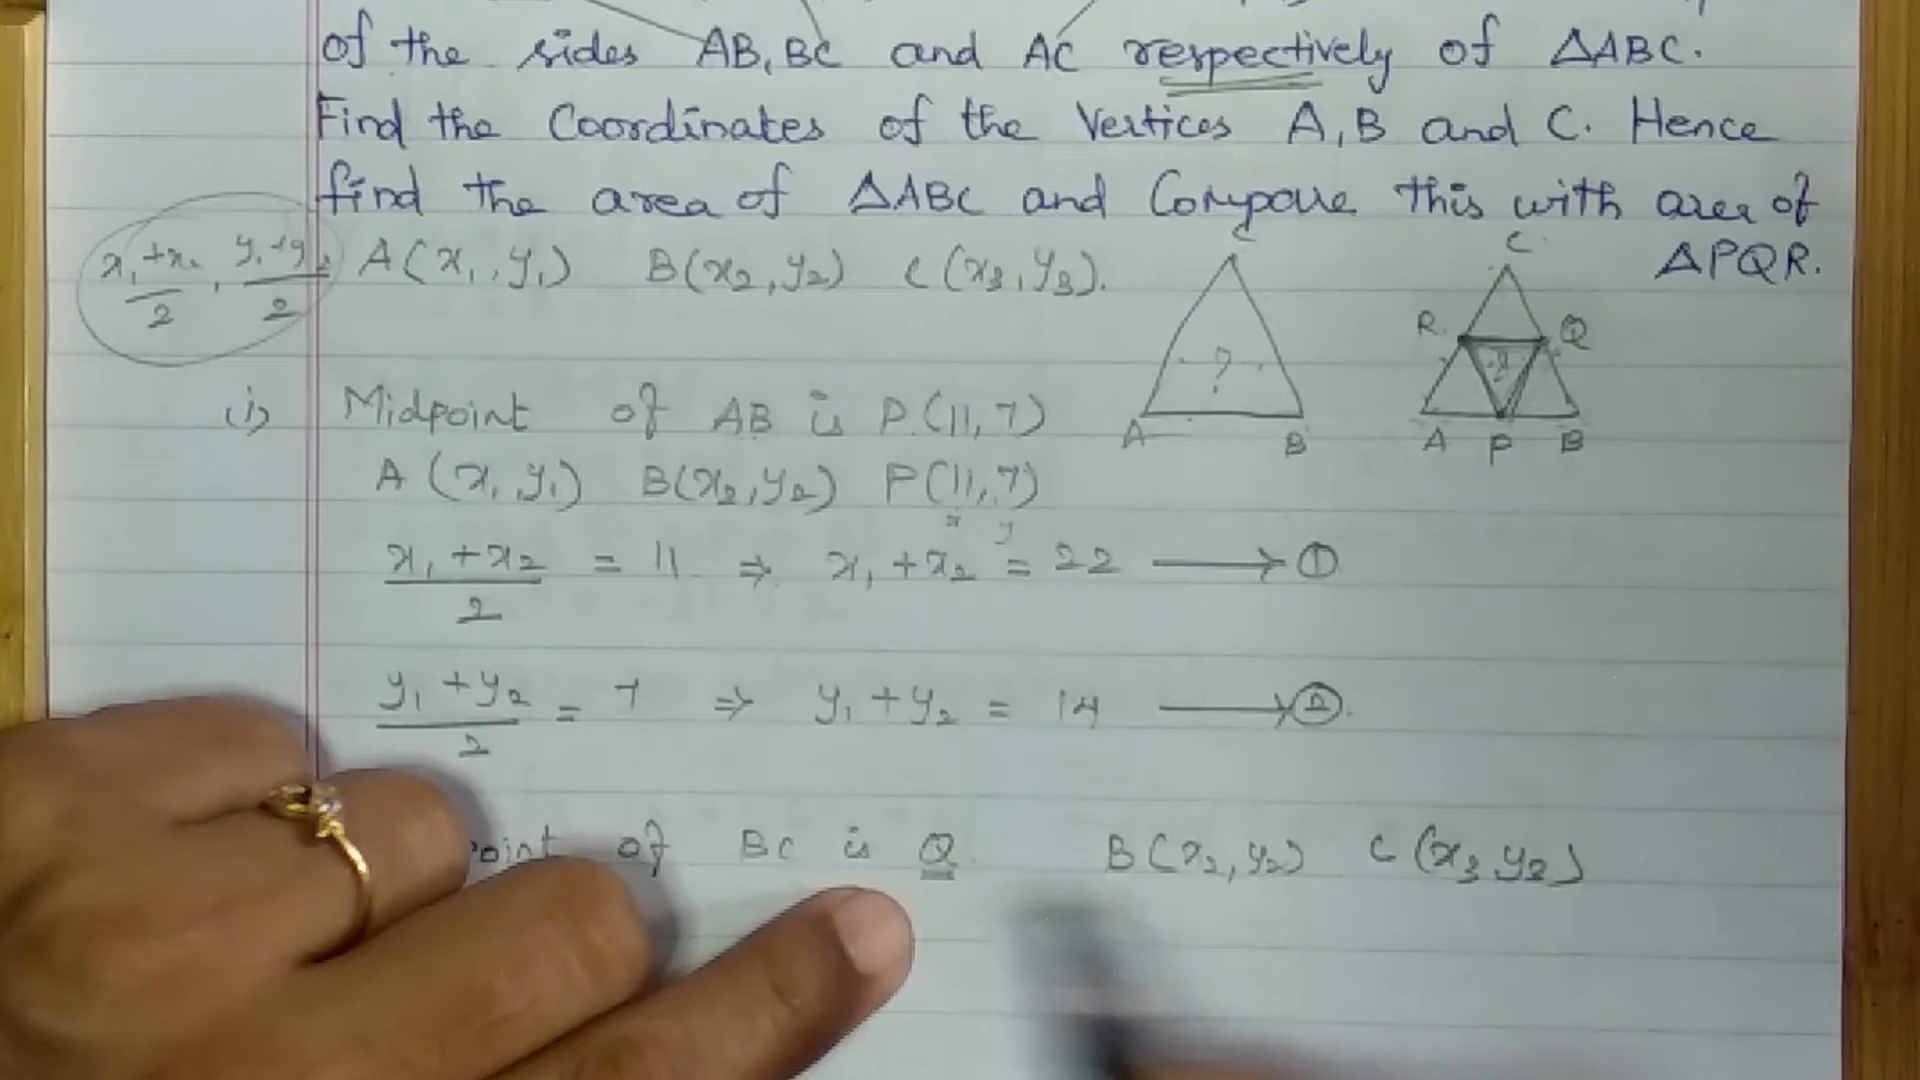 of the sides AB, BC and AC respectively of ΔABC.
Find the Coordinates of the Vertices A, B and C. Hence
find the area of ΔABC and Compare this with area of
ΔPQR.
x₁+x₂/2, y₁+y₂/2
A(x₁, y₁) B(x₂, y₂) C(x₃, y₃).
C
?
A B
C
R Q
A P B
(i) Midpoint of AB is P(11, 7)
A (x₁ y₁) B(x₂, y₂) P(11, 7)
x y
x₁ + x₂/2 = 11 ⇒ x₁ + x₂ = 22 → ①
y₁ + y₂/2 = 7 ⇒ y₁ + y₂ = 14 → ②.
point of BC is Q B(x₂, y₂) C (x₃ y₃)